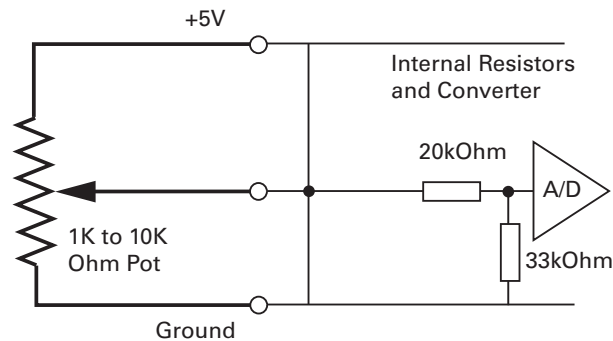 +5V
Internal Resistors
and Converter
20kOhm
A/D
1K to 10K
Ohm Pot
33kOhm
Ground